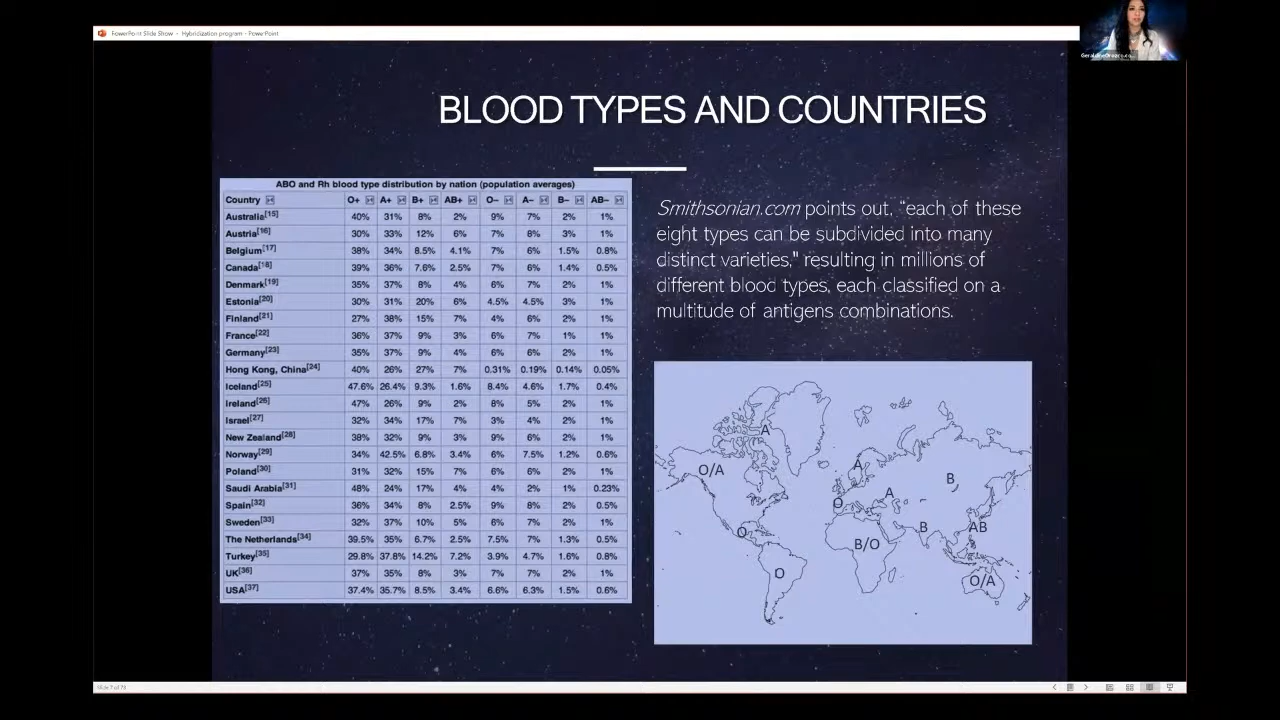 PowerPoint Slide Show - Hybridization program - PowerPoint
BLOOD TYPES AND COUNTRIES
ABO and Rh blood type distribution by nation (population averages)
Country O+ A+ B+ AB+ O− A− B− AB−
Australia[15] 40% 31% 8% 2% 9% 7% 2% 1%
Austria[16] 30% 33% 12% 6% 7% 8% 3% 1%
Belgium[17] 38% 34% 8.5% 4.1% 7% 6% 1.5% 0.8%
Canada[18] 39% 36% 7.6% 2.5% 7% 6% 1.4% 0.5%
Denmark[19] 35% 37% 8% 4% 6% 7% 2% 1%
Estonia[20] 30% 31% 20% 6% 4.5% 4.5% 3% 1%
Finland[21] 27% 38% 15% 7% 4% 6% 2% 1%
France[22] 36% 37% 9% 3% 6% 7% 1% 1%
Germany[23] 35% 37% 9% 4% 6% 6% 2% 1%
Hong Kong, China[24] 40% 26% 27% 7% 0.31% 0.19% 0.14% 0.05%
Iceland[25] 47.6% 26.4% 9.3% 1.6% 8.4% 4.6% 1.7% 0.4%
Ireland[26] 47% 26% 9% 2% 8% 5% 2% 1%
Israel[27] 32% 34% 17% 7% 3% 4% 2% 1%
New Zealand[28] 38% 32% 9% 3% 9% 6% 2% 1%
Norway[29] 34% 42.5% 6.8% 3.4% 6% 7.5% 1.2% 0.6%
Poland[30] 31% 32% 15% 7% 6% 6% 2% 1%
Saudi Arabia[31] 48% 24% 17% 4% 4% 2% 1% 0.23%
Spain[32] 36% 34% 8% 2.5% 9% 8% 2% 0.5%
Sweden[33] 32% 37% 10% 5% 6% 7% 2% 1%
The Netherlands[34] 39.5% 35% 6.7% 2.5% 7.5% 7% 1.3% 0.5%
Turkey[35] 29.8% 37.8% 14.2% 7.2% 3.9% 4.7% 1.6% 0.8%
UK[36] 37% 35% 8% 3% 7% 7% 2% 1%
USA[37] 37.4% 35.7% 8.5% 3.4% 6.6% 6.3% 1.5% 0.6%
Smithsonian.com points out, "each of these
eight types can be subdivided into many
distinct varieties," resulting in millions of
different blood types, each classified on a
multitude of antigens combinations.
A
O/A
A
B
A
O
O
B
AB
B/O
O
O/A